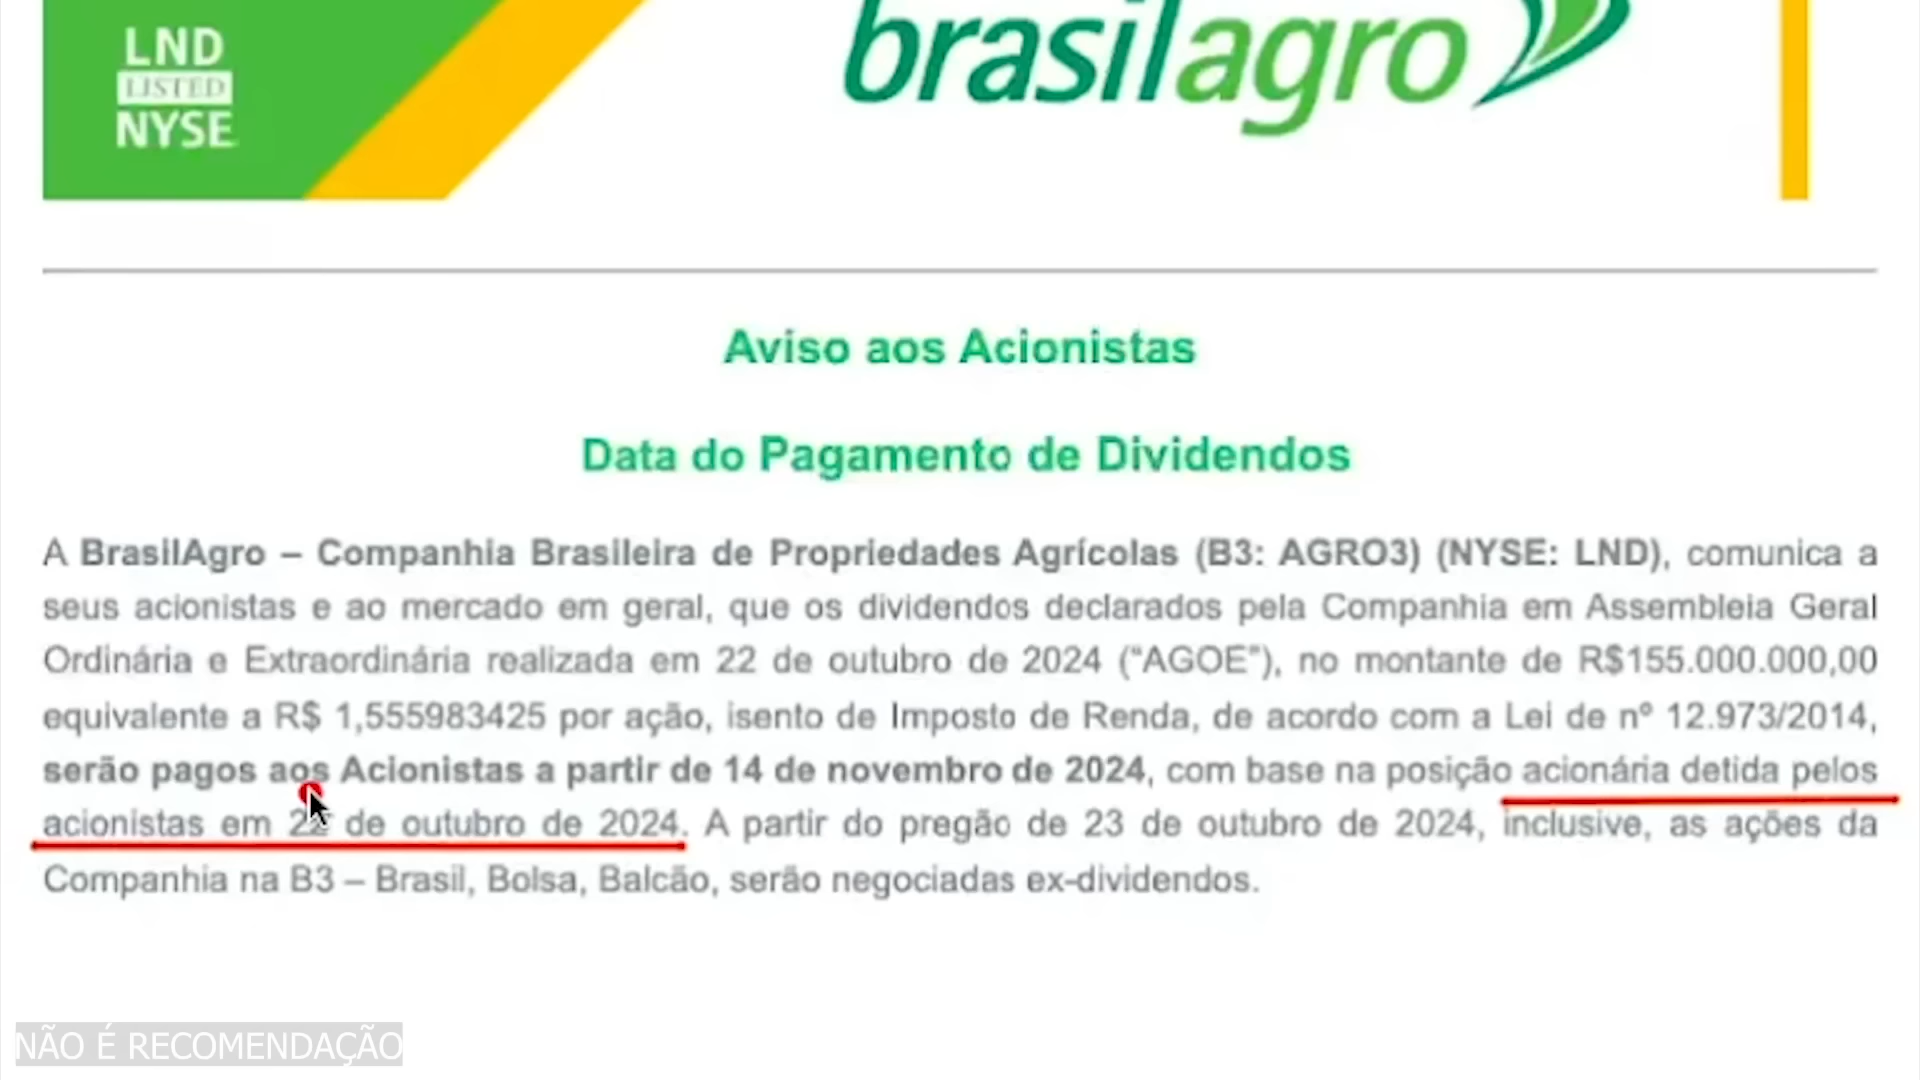 LND
LISTED
NYSE
brasilagro
Aviso aos Acionistas
Data do Pagamento de Dividendos
A BrasilAgro – Companhia Brasileira de Propriedades Agrícolas (B3: AGRO3) (NYSE: LND), comunica a
seus acionistas e ao mercado em geral, que os dividendos declarados pela Companhia em Assembleia Geral
Ordinária e Extraordinária realizada em 22 de outubro de 2024 ("AGOE"), no montante de R$155.000.000,00
equivalente a R$ 1,555983425 por ação, isento de Imposto de Renda, de acordo com a Lei de nº 12.973/2014,
serão pagos aos Acionistas a partir de 14 de novembro de 2024, com base na posição acionária detida pelos
acionistas em 22 de outubro de 2024. A partir do pregão de 23 de outubro de 2024, inclusive, as ações da
Companhia na B3 – Brasil, Bolsa, Balcão, serão negociadas ex-dividendos.
NÃO É RECOMENDAÇÃO